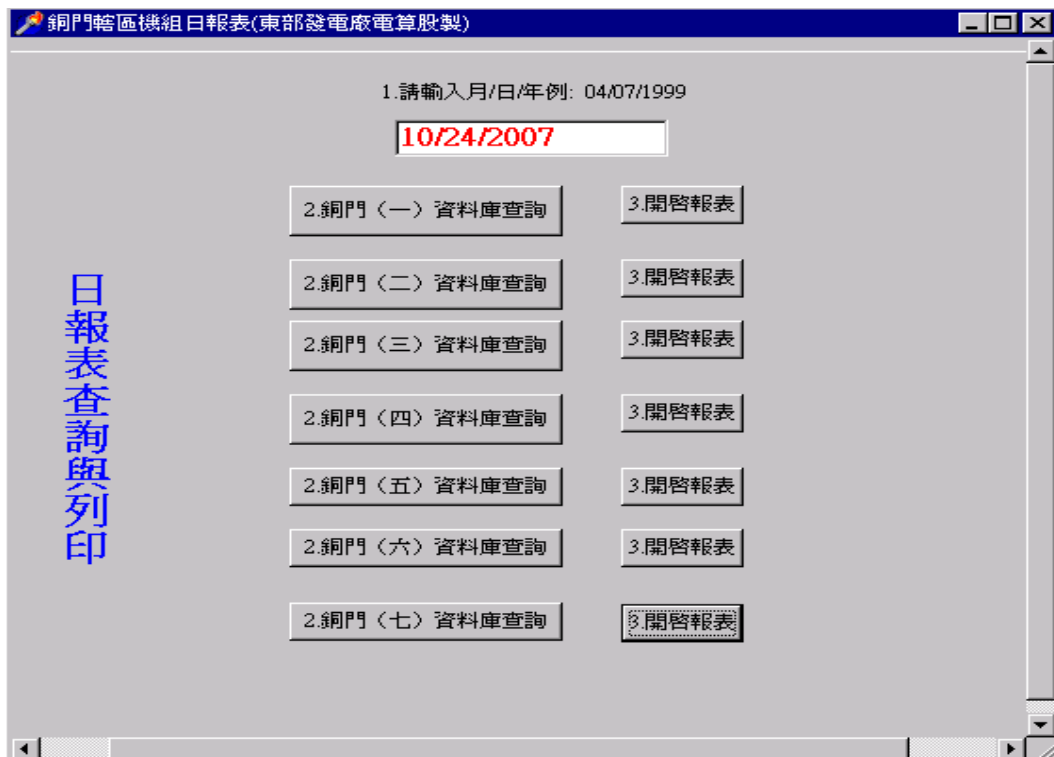 銅門轄區機組日報表(東部發電廠電算股製)
1.請輸入月/日/年例: 04/07/1999
10/24/2007
2.銅門（一）資料庫查詢
3.開啓報表
2.銅門（二）資料庫查詢
3.開啓報表
2.銅門（三）資料庫查詢
3.開啓報表
2.銅門（四）資料庫查詢
3.開啓報表
2.銅門（五）資料庫查詢
3.開啓報表
2.銅門（六）資料庫查詢
3.開啓報表
2.銅門（七）資料庫查詢
3.開啓報表
日報表查詢與列印